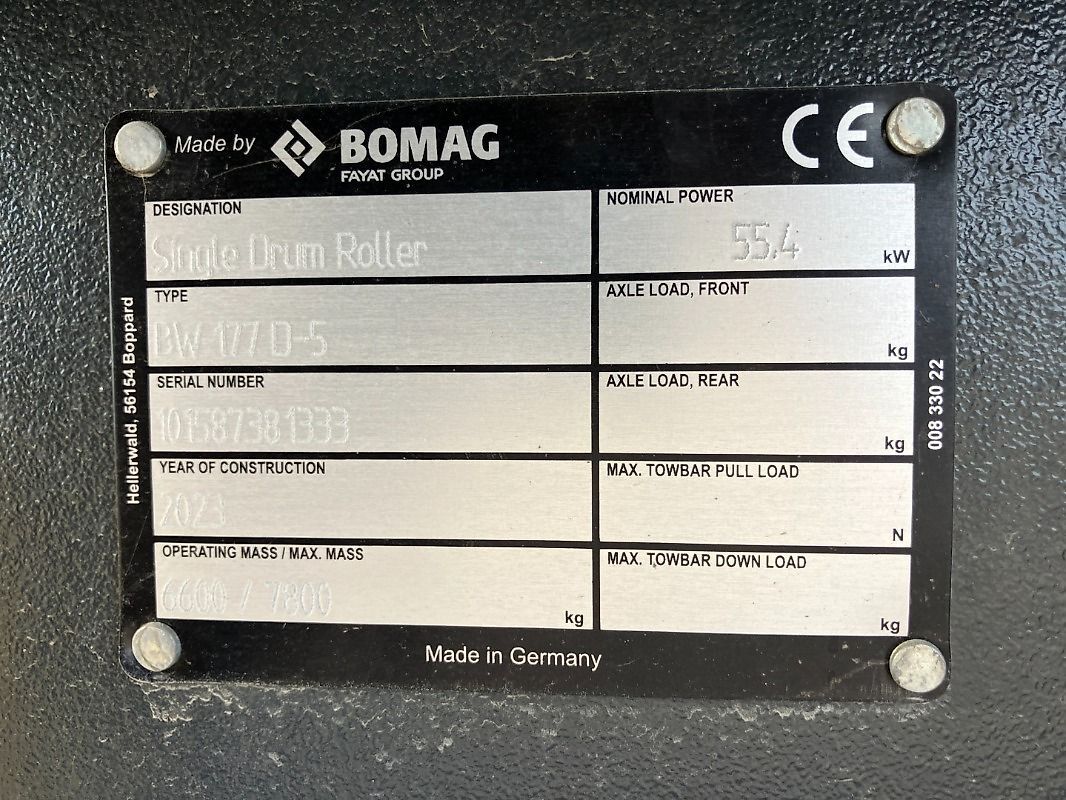 Made by BOMAG
FAYAT GROUP
CE
DESIGNATION
Single Drum Roller
NOMINAL POWER
55,4
kW
TYPE
BW 177 D-5
AXLE LOAD, FRONT
kg
SERIAL NUMBER
101587381333
AXLE LOAD, REAR
kg
YEAR OF CONSTRUCTION
2023
MAX. TOWBAR PULL LOAD
N
OPERATING MASS / MAX. MASS
6600 / 7800
kg
MAX. TOWBAR DOWN LOAD
kg
Made in Germany
Hellerwald, 56154 Boppard
008 330 22